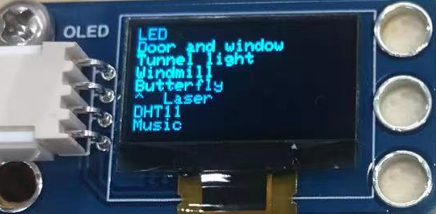 OLED
LED
Door and window
Tunnel light
Windmill
Butterfly
^ Laser
DHT11
Music